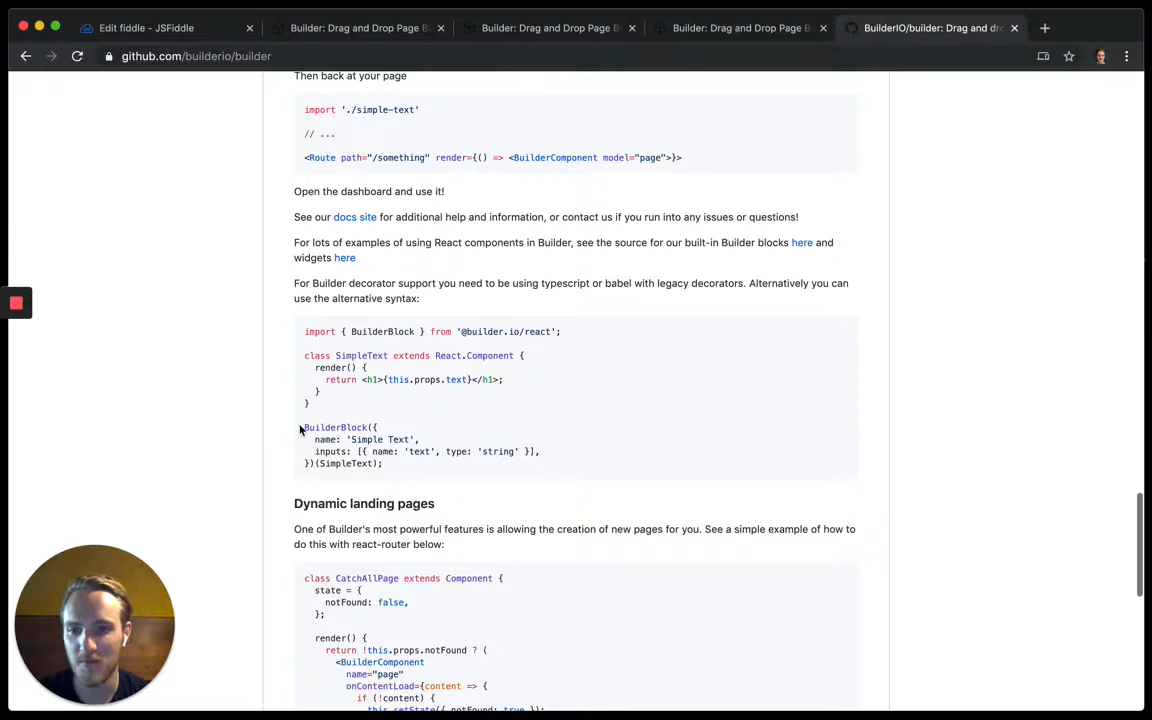 Edit fiddle - JSFiddle
Builder: Drag and Drop Page B
Builder: Drag and Drop Page B
Builder: Drag and Drop Page B
BuilderIO/builder: Drag and dro
github.com/builderio/builder
Then back at your page
import './simple-text'
// ...
<Route path="/something" render={() => <BuilderComponent model="page">}>
Open the dashboard and use it!
See our docs site for additional help and information, or contact us if you run into any issues or questions!
For lots of examples of using React components in Builder, see the source for our built-in Builder blocks here and
widgets here
For Builder decorator support you need to be using typescript or babel with legacy decorators. Alternatively you can
use the alternative syntax:
import { BuilderBlock } from '@builder.io/react';
class SimpleText extends React.Component {
render() {
return <h1>{this.props.text}</h1>;
}
}
BuilderBlock({
name: 'Simple Text',
inputs: [{ name: 'text', type: 'string' }],
})(SimpleText);
Dynamic landing pages
One of Builder's most powerful features is allowing the creation of new pages for you. See a simple example of how to
do this with react-router below:
class CatchAllPage extends Component {
state = {
notFound: false,
};
render() {
return !this.props.notFound ? (
<BuilderComponent
name="page"
onContentLoad={content => {
if (!content) {
this.setState({ notFound: true });